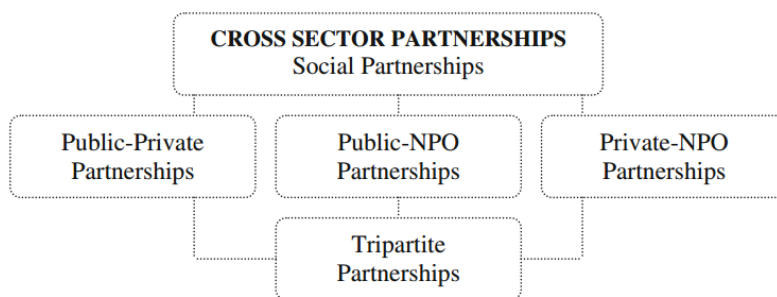 CROSS SECTOR PARTNERSHIPS
Social Partnerships
Public-Private
Partnerships
Public-NPO
Partnerships
Private-NPO
Partnerships
Tripartite
Partnerships